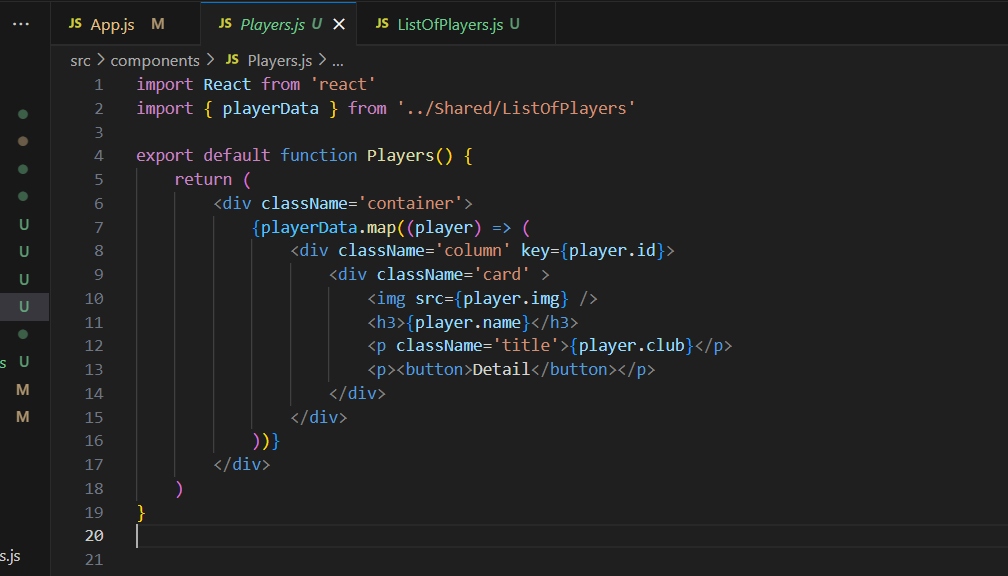 ... JS App.js M JS Players.js U × JS ListOfPlayers.js U
src > components > JS Players.js > ...
1 import React from 'react'
2 import { playerData } from '../Shared/ListOfPlayers'
3
4 export default function Players() {
5 return (
6 <div className='container'>
7 {playerData.map((player) => (
8 <div className='column' key={player.id}>
9 <div className='card' >
10 <img src={player.img} />
11 <h3>{player.name}</h3>
12 <p className='title'>{player.club}</p>
13 <p><button>Detail</button></p>
14 </div>
15 </div>
16 ))}
17 </div>
18 )
19 }
20
21
U
U
U
U
s U
M
M
s.js